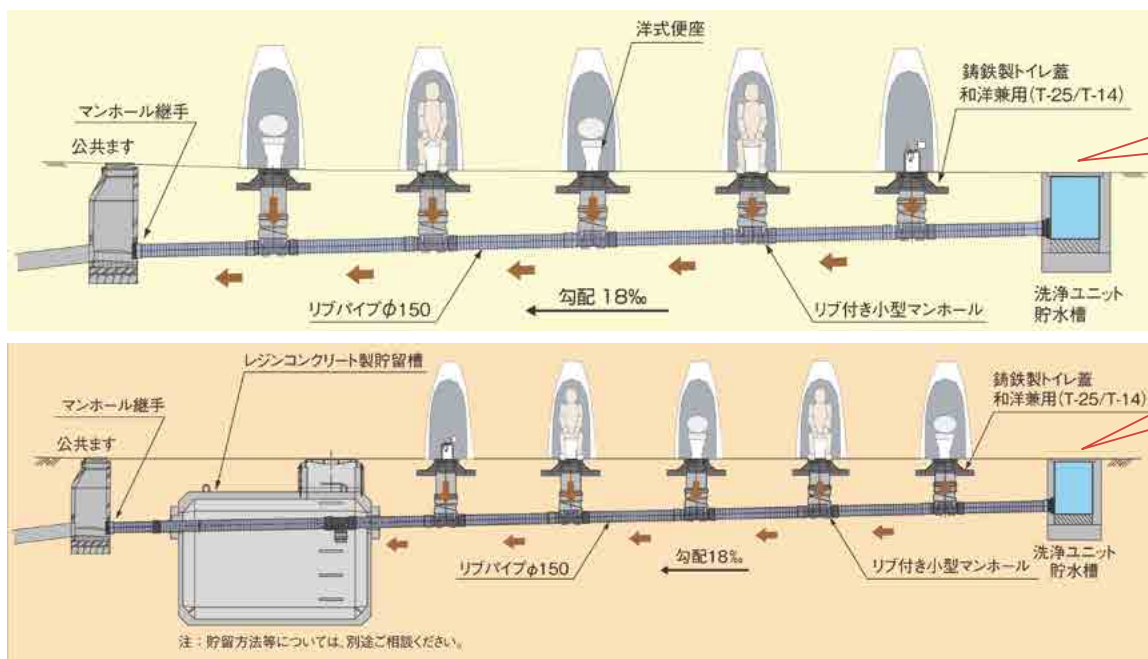 洋式便座
鋳鉄製トイレ蓋
和洋兼用(T-25/T-14)
マンホール継手
公共ます
リブパイプφ150
勾配 18‰
リブ付き小型マンホール
洗浄ユニット
貯水槽
レジンコンクリート製貯留槽
鋳鉄製トイレ蓋
和洋兼用(T-25/T-14)
マンホール継手
公共ます
リブパイプφ150
勾配18‰
リブ付き小型マンホール
洗浄ユニット
貯水槽
注：貯留方法等については、別途ご相談ください。